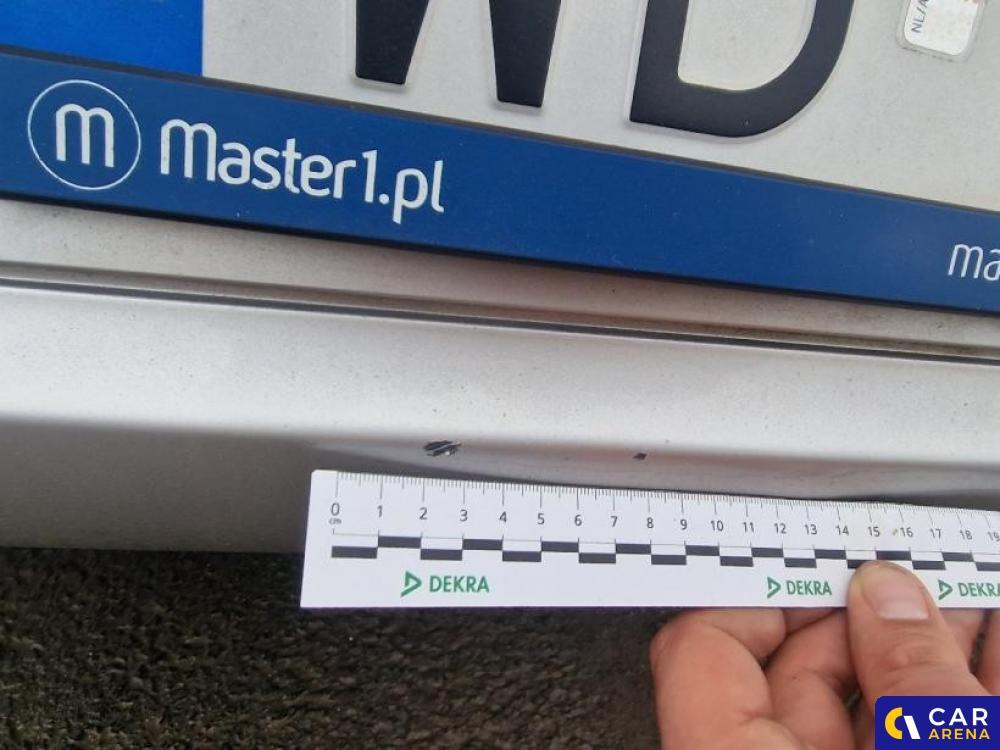 WD
NL/A
m master1.pl
ma
0 1 2 3 4 5 6 7 8 9 10 11 12 13 14 15 16 17 18 19
cm
DEKRA DEKRA DEKRA
CAR
ARENA